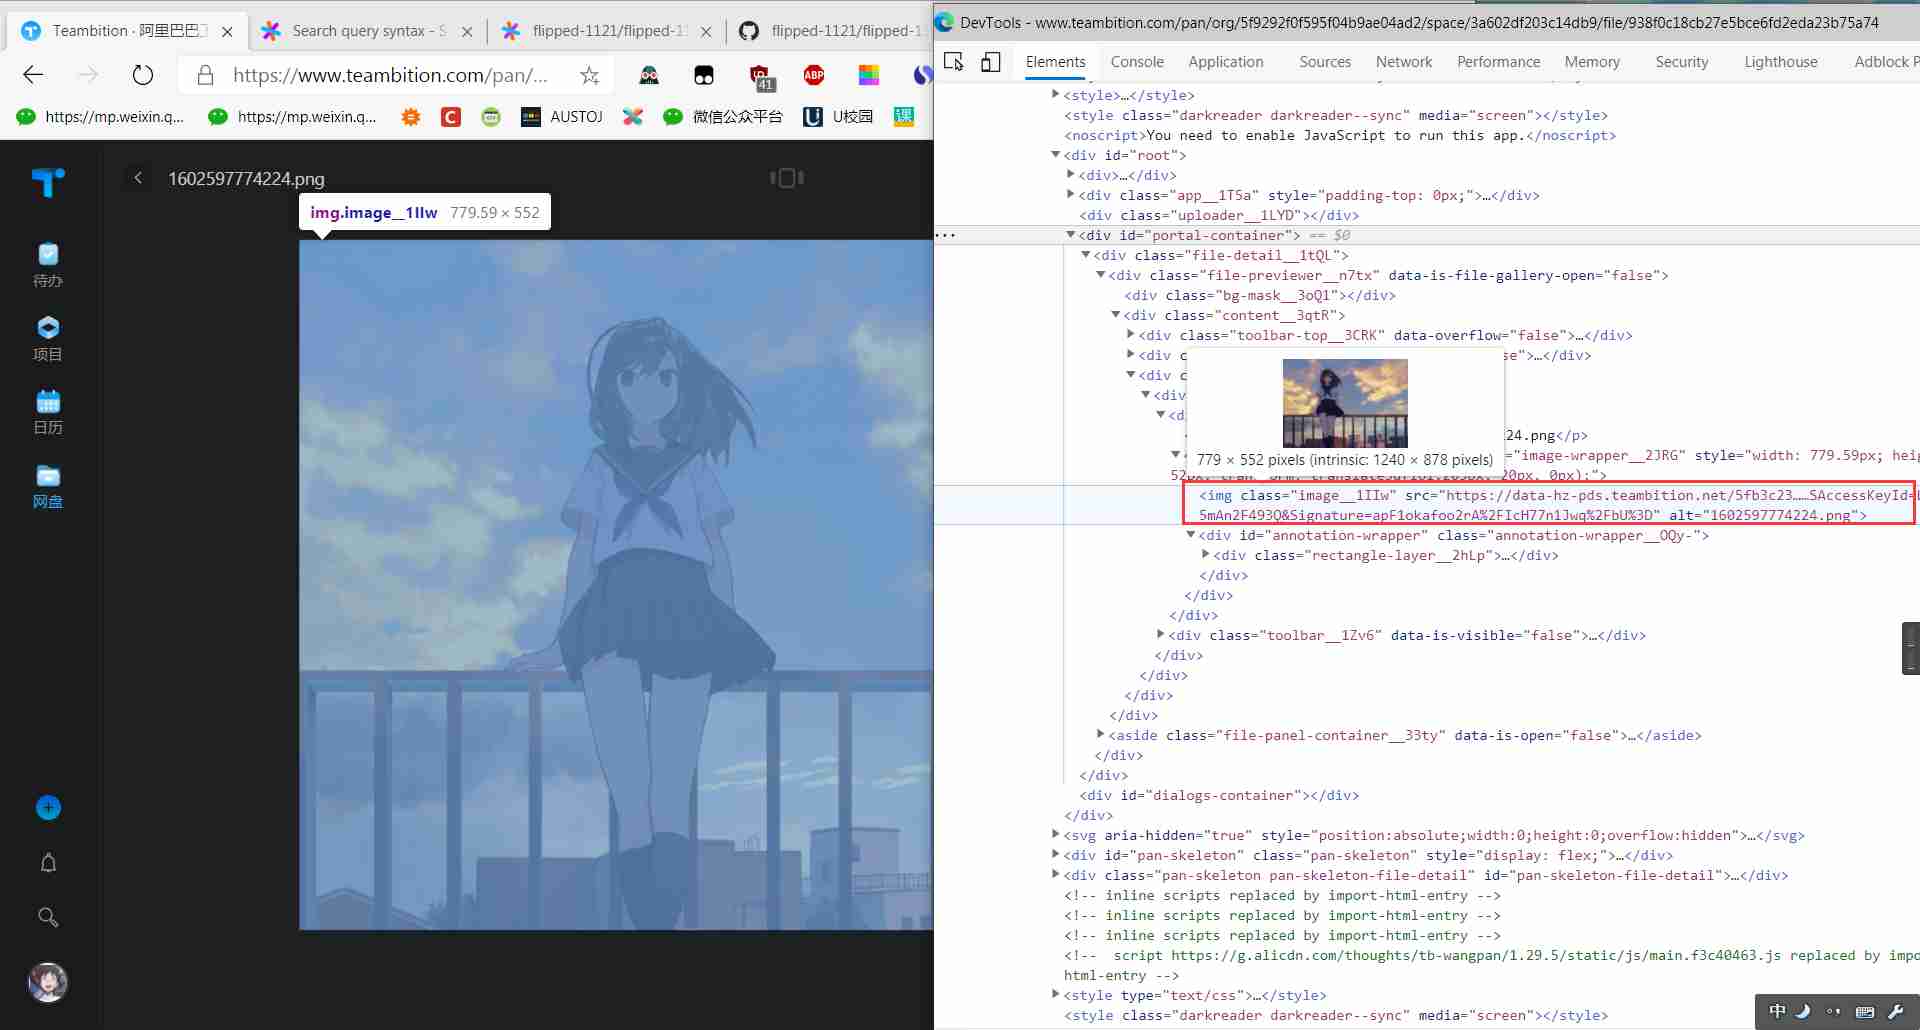 Teambition · 阿里巴巴
Search query syntax - S
flipped-1121/flipped-1
flipped-1121/flipped-1
https://www.teambition.com/pan/...
41
ABP
https://mp.weixin.q...
https://mp.weixin.q...
AUSTOJ
微信公众平台
U校园
课
1602597774224.png
img.image__1IIw 779.59 × 552
待办
项目
日历
网盘
DevTools - www.teambition.com/pan/org/5f9292f0f595f04b9ae04ad2/space/3a602df203c14db9/file/938f0c18cb27e5bce6fd2eda23b75a74
Elements Console Application Sources Network Performance Memory Security Lighthouse Adblock P
<style>…</style>
<style class="darkreader darkreader--sync" media="screen"></style>
<noscript>You need to enable JavaScript to run this app.</noscript>
<div id="root">
<div>…</div>
<div class="app__1T5a" style="padding-top: 0px;">…</div>
<div class="uploader__1LYD"></div>
<div id="portal-container"> == $0
<div class="file-detail__1tQL">
<div class="file-previewer__n7tx" data-is-file-gallery-open="false">
<div class="bg-mask__3oQ1"></div>
<div class="content__3qtR">
<div class="toolbar-top__3CRK" data-overflow="false">…</div>
<div c se">…</div>
<div c
<div
<d
24.png</p>
779 × 552 pixels (intrinsic: 1240 × 878 pixels)
="image-wrapper__2JRG" style="width: 779.59px; heig
<img class="image__1IIw" src="https://data-hz-pds.teambition.net/5fb3c23……SAccessKeyId=L
5mAn2F493Q&Signature=apF1okafoo2rA%2FIcH77n1Jwq%2FbU%3D" alt="1602597774224.png">
<div id="annotation-wrapper" class="annotation-wrapper__OQy-">
<div class="rectangle-layer__2hLp">…</div>
</div>
</div>
</div>
<div class="toolbar__1Zv6" data-is-visible="false">…</div>
</div>
</div>
</div>
</div>
<aside class="file-panel-container__33ty" data-is-open="false">…</aside>
</div>
</div>
<div id="dialogs-container"></div>
</div>
<svg aria-hidden="true" style="position:absolute;width:0;height:0;overflow:hidden">…</svg>
<div id="pan-skeleton" class="pan-skeleton" style="display: flex;">…</div>
<div class="pan-skeleton pan-skeleton-file-detail" id="pan-skeleton-file-detail">…</div>
<!-- inline scripts replaced by import-html-entry -->
<!-- inline scripts replaced by import-html-entry -->
<!-- inline scripts replaced by import-html-entry -->
<!-- script https://g.alicdn.com/thoughts/tb-wangpan/1.29.5/static/js/main.f3c40463.js replaced by impo
html-entry -->
<style type="text/css">…</style>
<style class="darkreader darkreader--sync" media="screen"></style>
中